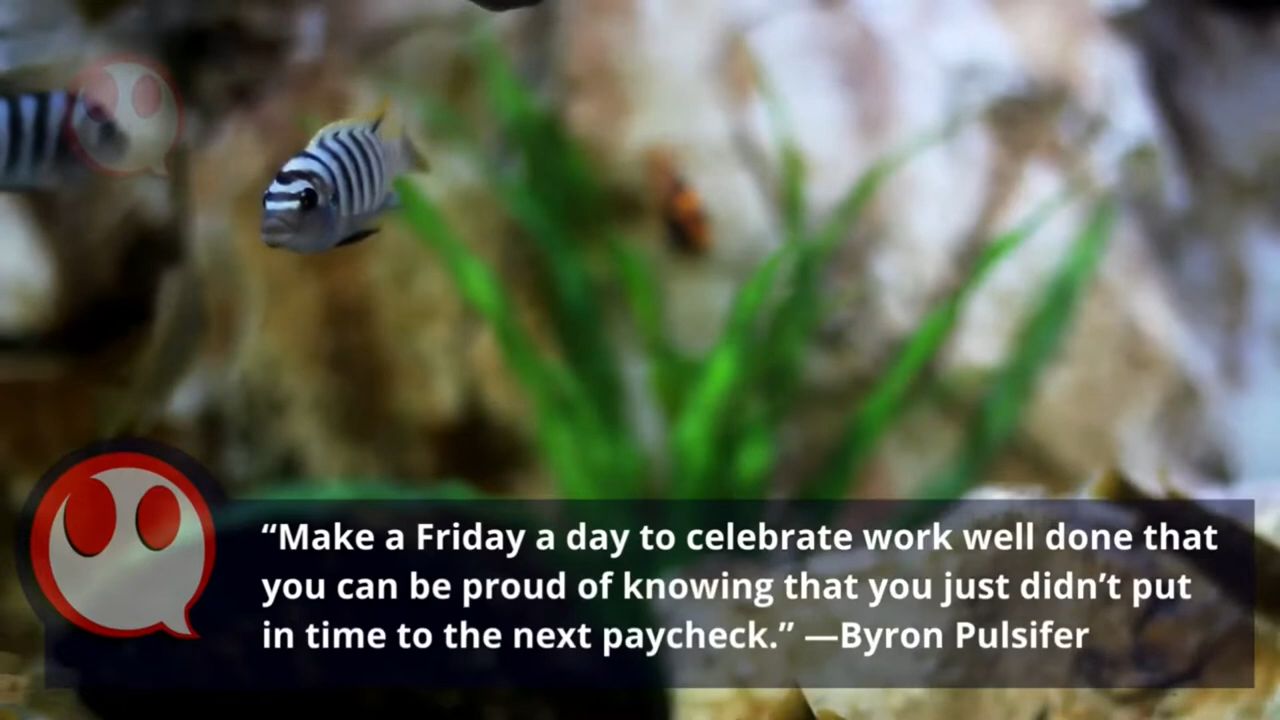 “Make a Friday a day to celebrate work well done that
you can be proud of knowing that you just didn’t put
in time to the next paycheck.” —Byron Pulsifer